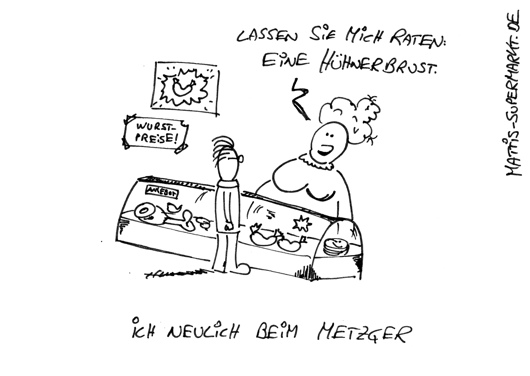 LASSEN SIE MICH RATEN:
EINE HÜHNERBRUST.
WURST-
PREISE!
ANGEBOT
ICH NEULICH BEIM METZGER
MATTIS-SUPERMARKT.DE